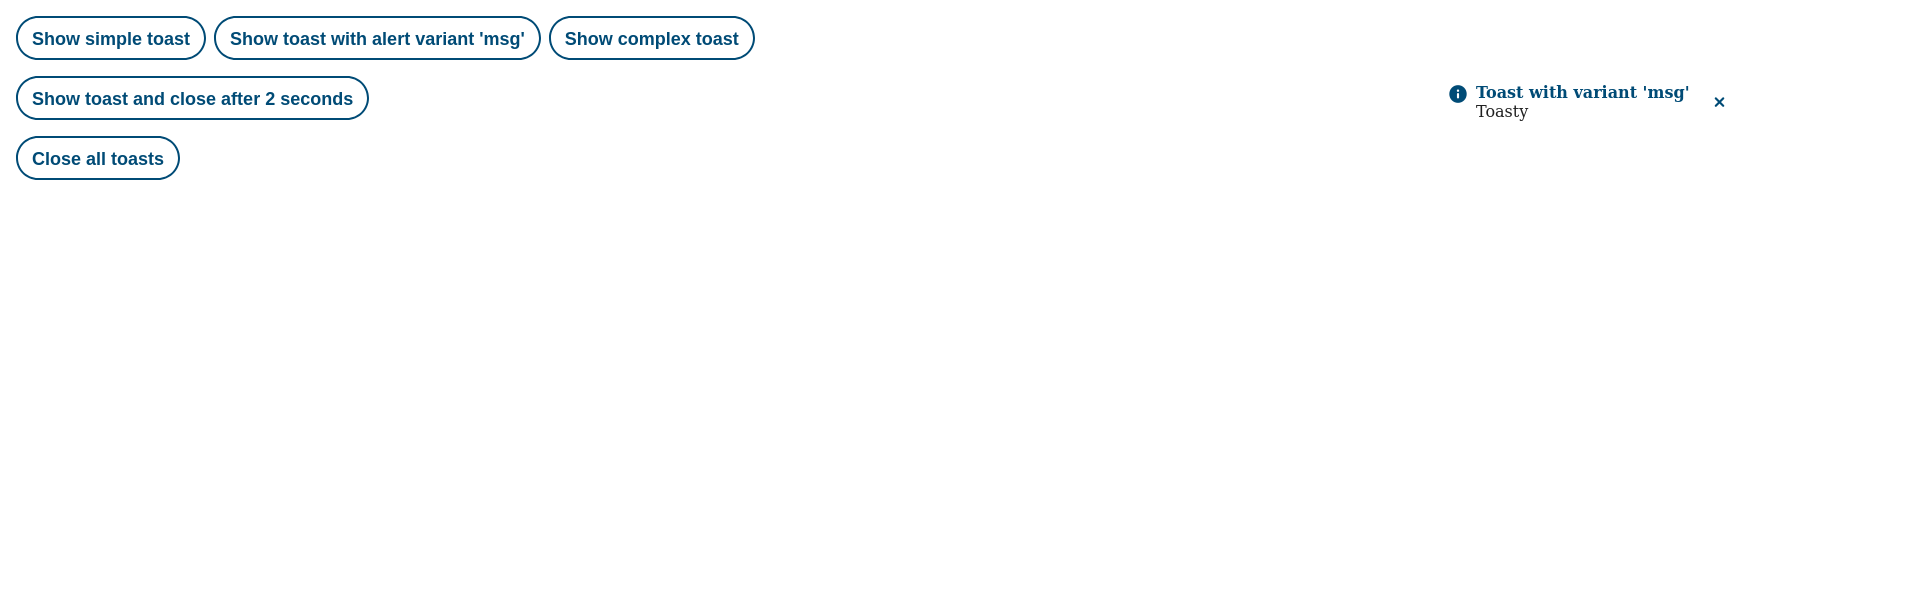 Show simple toast
Show toast with alert variant 'msg'
Show complex toast
Show toast and close after 2 seconds
Close all toasts
Toast with variant 'msg'
Toasty